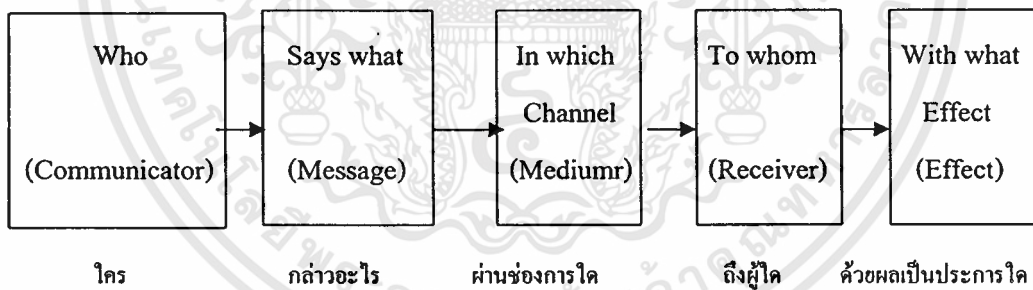 Who Says what In which To whom With what
Channel Effect
(Communicator) (Message) (Mediumr) (Receiver) (Effect)
ใคร กล่าวอะไร ผ่านช่องการใด ถึงผู้ใด ด้วยผลเป็นประการใด